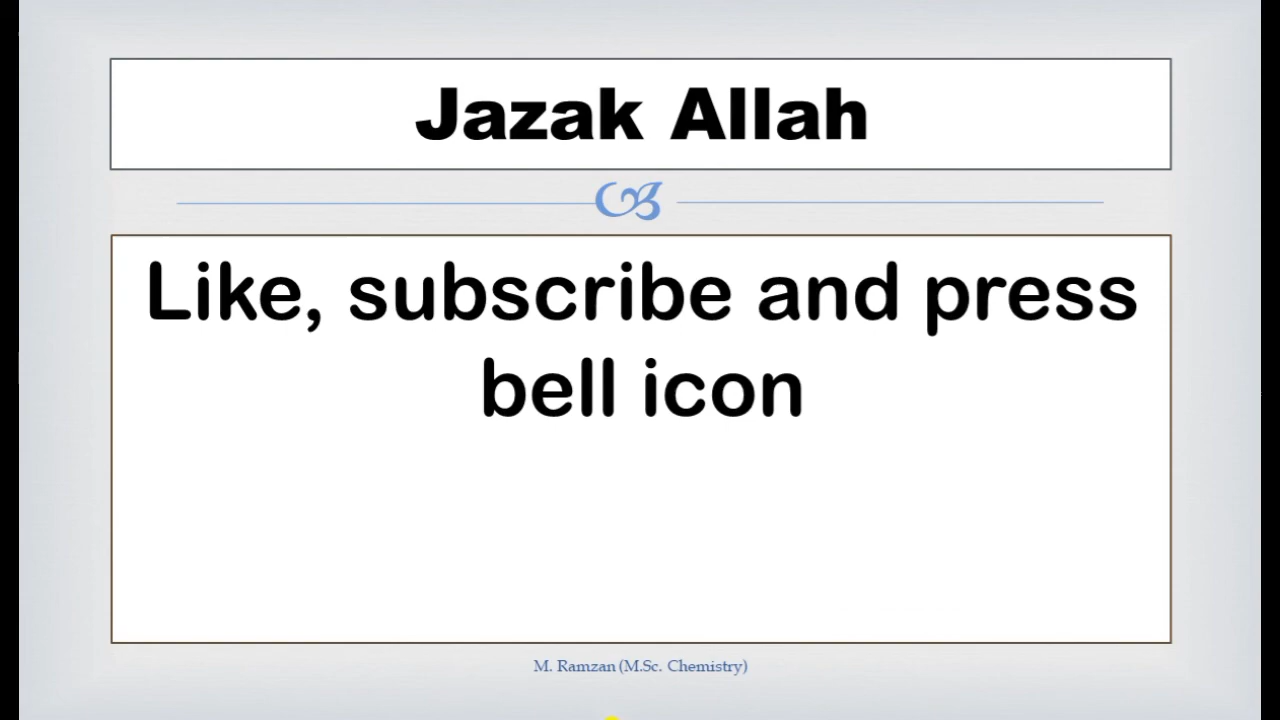 Jazak Allah
Like, subscribe and press
bell icon
M. Ramzan (M.Sc. Chemistry)